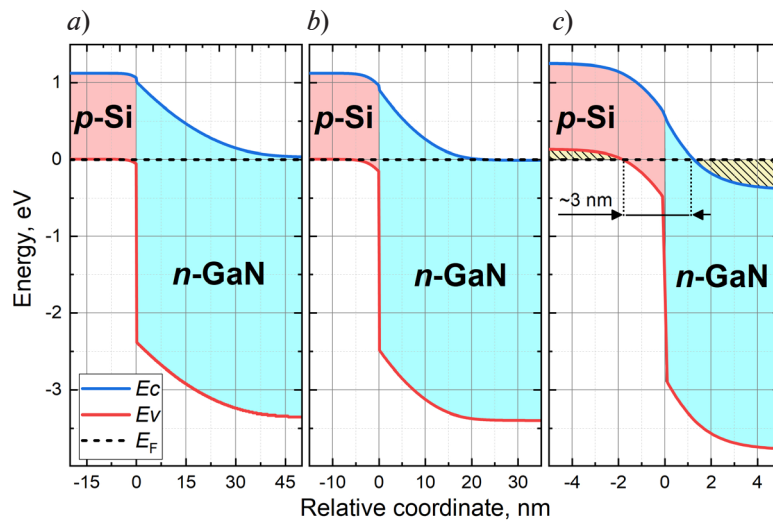 a) b) c)
Energy, eV
1
0
-1
-2
-3
p-Si
n-GaN
p-Si
n-GaN
p-Si
n-GaN
~3 nm
Ec
Ev
EF
-15 0 15 30 45
-10 0 10 20 30
-4 -2 0 2 4
Relative coordinate, nm